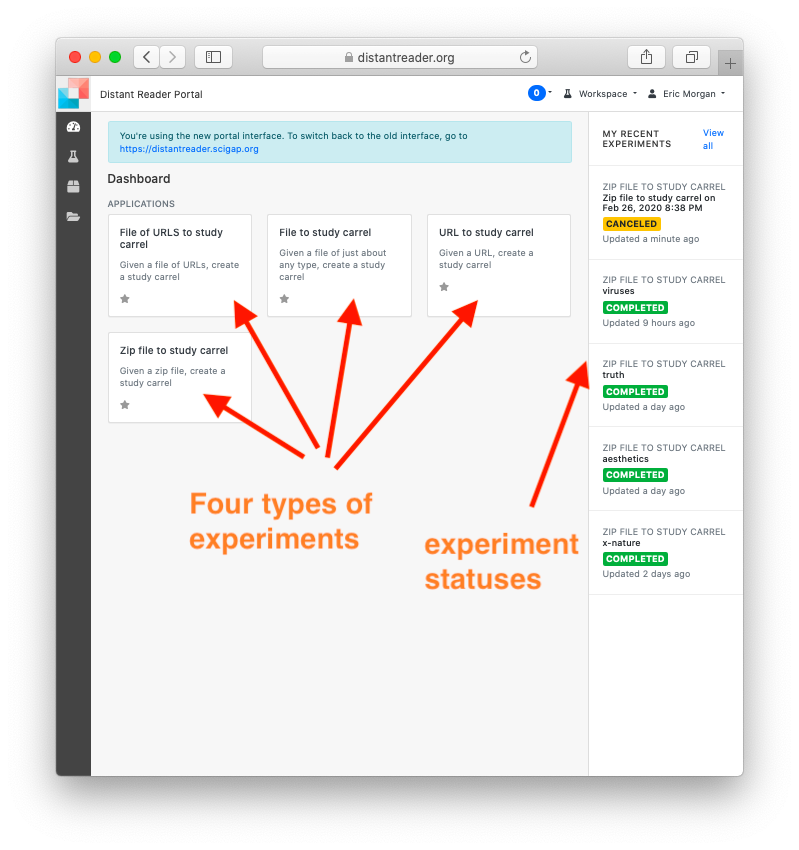 distantreader.org
Distant Reader Portal
0
Workspace
Eric Morgan
You're using the new portal interface. To switch back to the old interface, go to
https://distantreader.scigap.org
Dashboard
APPLICATIONS
File of URLS to study
carrel
Given a file of URLs, create
a study carrel
File to study carrel
Given a file of just about
any type, create a study
carrel
URL to study carrel
Given a URL, create a
study carrel
Zip file to study carrel
Given a zip file, create a
study carrel
Four types of
experiments
experiment
statuses
MY RECENT
EXPERIMENTS
View
all
ZIP FILE TO STUDY CARREL
Zip file to study carrel on
Feb 26, 2020 8:38 PM
CANCELED
Updated a minute ago
ZIP FILE TO STUDY CARREL
viruses
COMPLETED
Updated 9 hours ago
ZIP FILE TO STUDY CARREL
truth
COMPLETED
Updated a day ago
ZIP FILE TO STUDY CARREL
aesthetics
COMPLETED
Updated a day ago
ZIP FILE TO STUDY CARREL
x-nature
COMPLETED
Updated 2 days ago